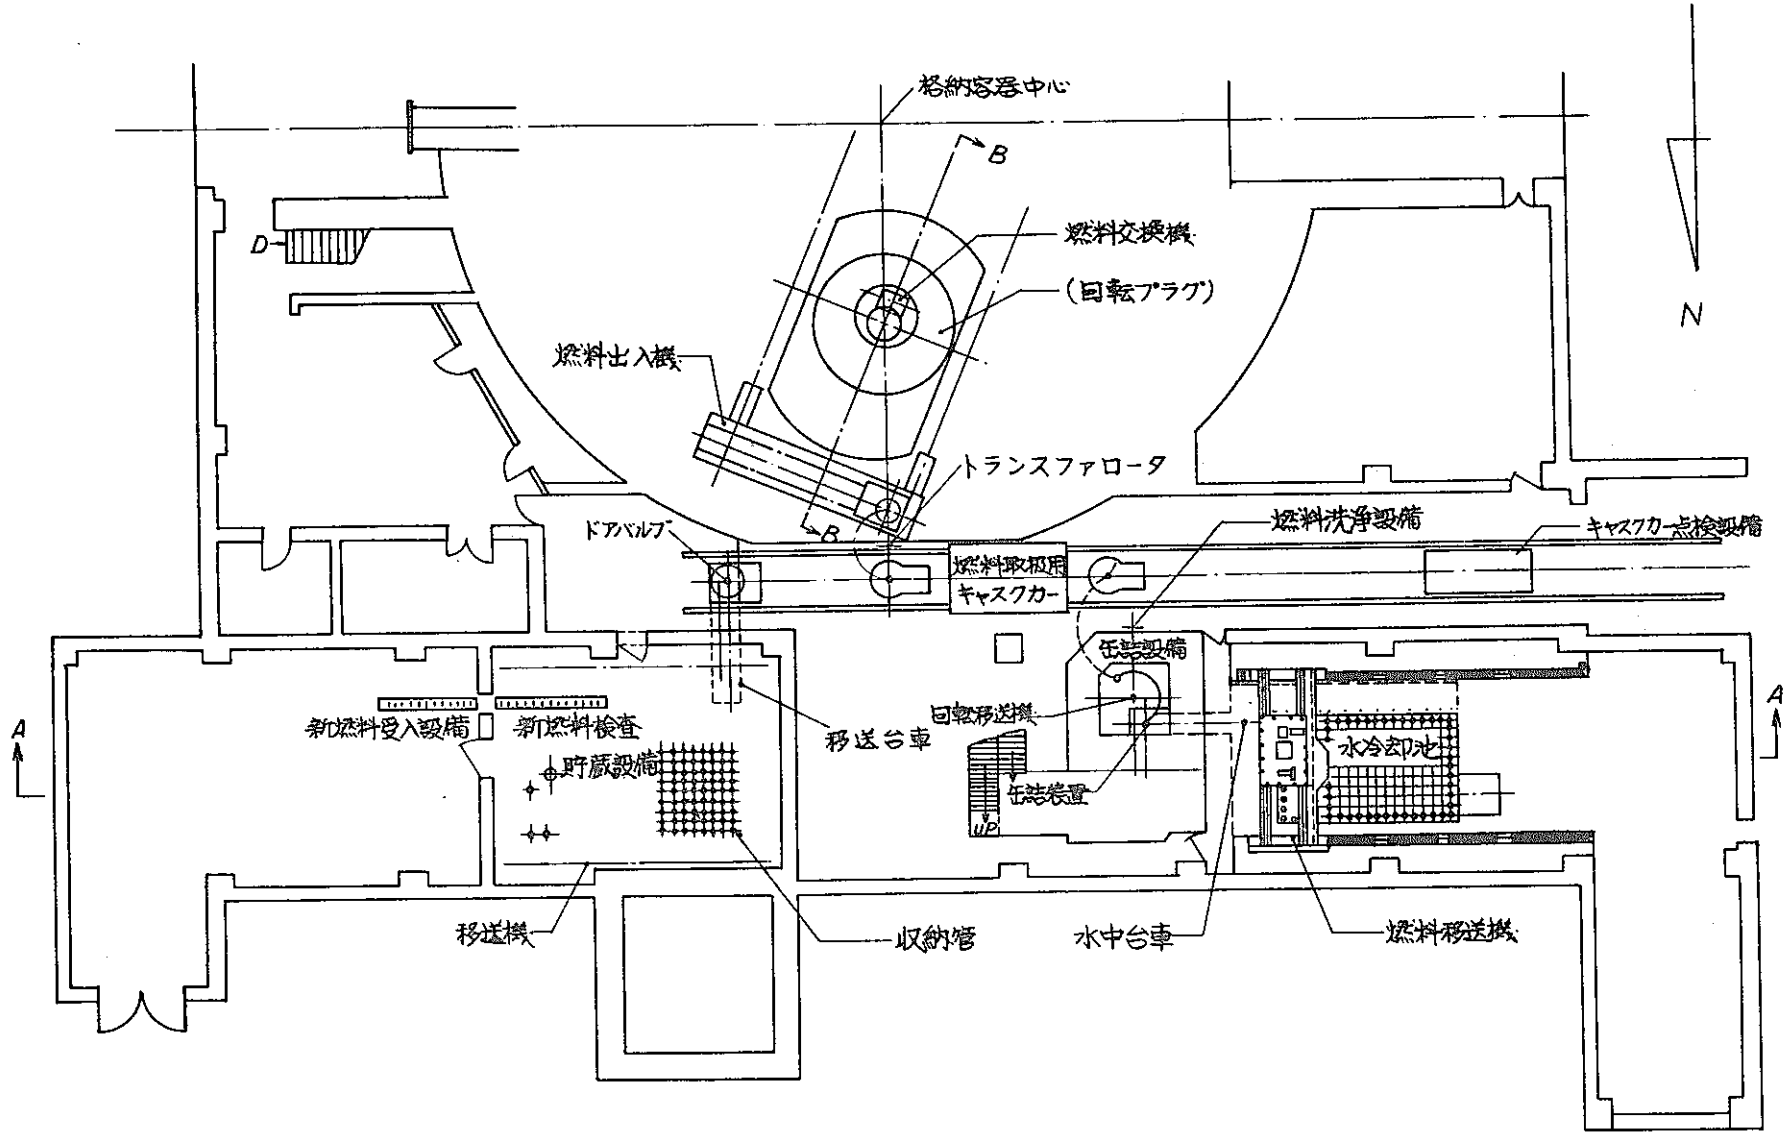 格納容器中心
B
燃料交換機
D
(回転プラグ)
N
燃料出入機
トランスファロータ
ドアバルブ
B
燃料洗浄設備
キャスクカー点検設備
燃料取扱用
キャスクカー
缶詰設備
A
新燃料受入設備
新燃料検査
貯蔵設備
移送台車
回転移送機
水冷却池
A
缶詰装置
UP
移送機
収納管
水中台車
燃料移送機